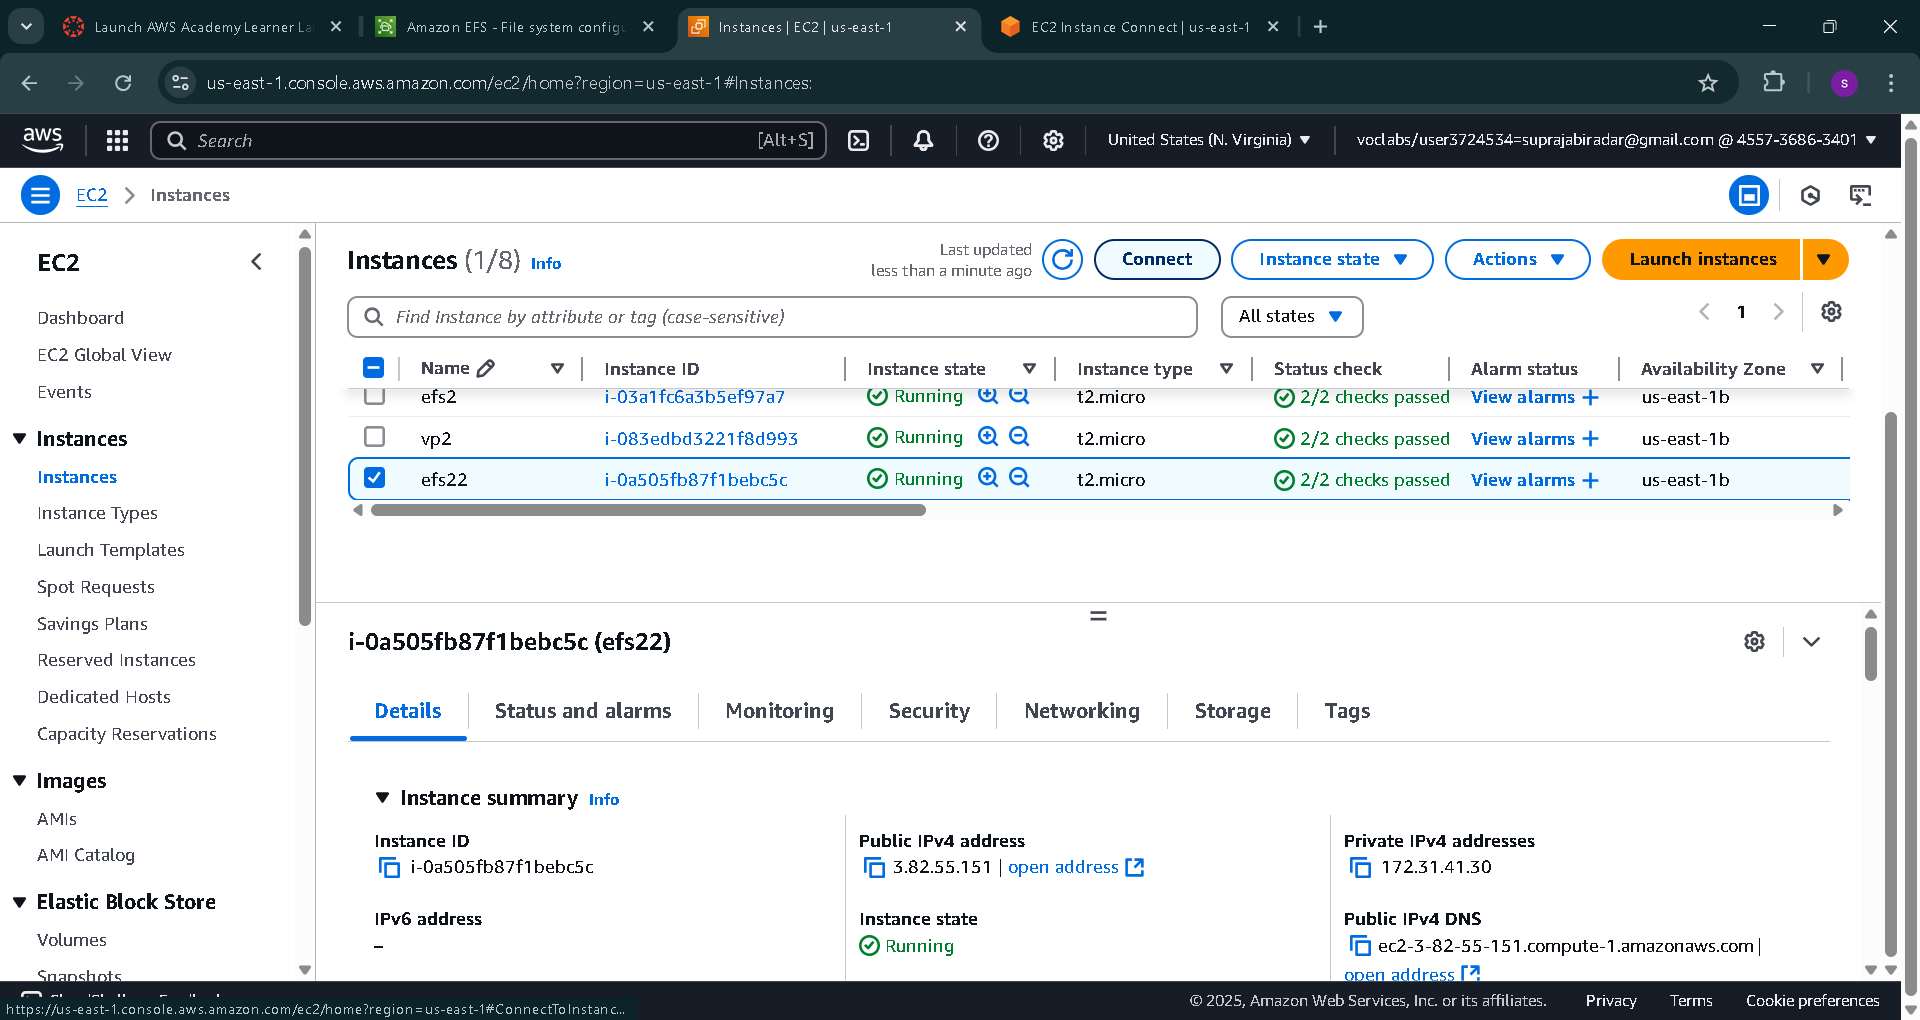 Launch AWS Academy Learner La
Amazon EFS - File system configu
Instances | EC2 | us-east-1
EC2 Instance Connect | us-east-1
us-east-1.console.aws.amazon.com/ec2/home?region=us-east-1#Instances:
s
aws
Search
[Alt+S]
United States (N. Virginia)
voclabs/user3724534=suprajabiradar@gmail.com @ 4557-3686-3401
EC2
Instances
EC2
Dashboard
EC2 Global View
Events
Instances
Instances
Instance Types
Launch Templates
Spot Requests
Savings Plans
Reserved Instances
Dedicated Hosts
Capacity Reservations
Images
AMIs
AMI Catalog
Elastic Block Store
Volumes
Snapshots
Instances (1/8) Info
Last updated
less than a minute ago
Connect
Instance state
Actions
Launch instances
Find Instance by attribute or tag (case-sensitive)
All states
1
Name Instance ID Instance state Instance type Status check Alarm status Availability Zone
efs2 i-03a1fc6a3b5ef97a7 Running t2.micro 2/2 checks passed View alarms + us-east-1b
vp2 i-083edbd3221f8d993 Running t2.micro 2/2 checks passed View alarms + us-east-1b
efs22 i-0a505fb87f1bebc5c Running t2.micro 2/2 checks passed View alarms + us-east-1b
i-0a505fb87f1bebc5c (efs22)
Details Status and alarms Monitoring Security Networking Storage Tags
Instance summary Info
Instance ID
i-0a505fb87f1bebc5c
Public IPv4 address
3.82.55.151 | open address
Private IPv4 addresses
172.31.41.30
IPv6 address
–
Instance state
Running
Public IPv4 DNS
ec2-3-82-55-151.compute-1.amazonaws.com |
open address
https://us-east-1.console.aws.amazon.com/ec2/home?region=us-east-1#ConnectToInstanc...
© 2025, Amazon Web Services, Inc. or its affiliates.
Privacy
Terms
Cookie preferences